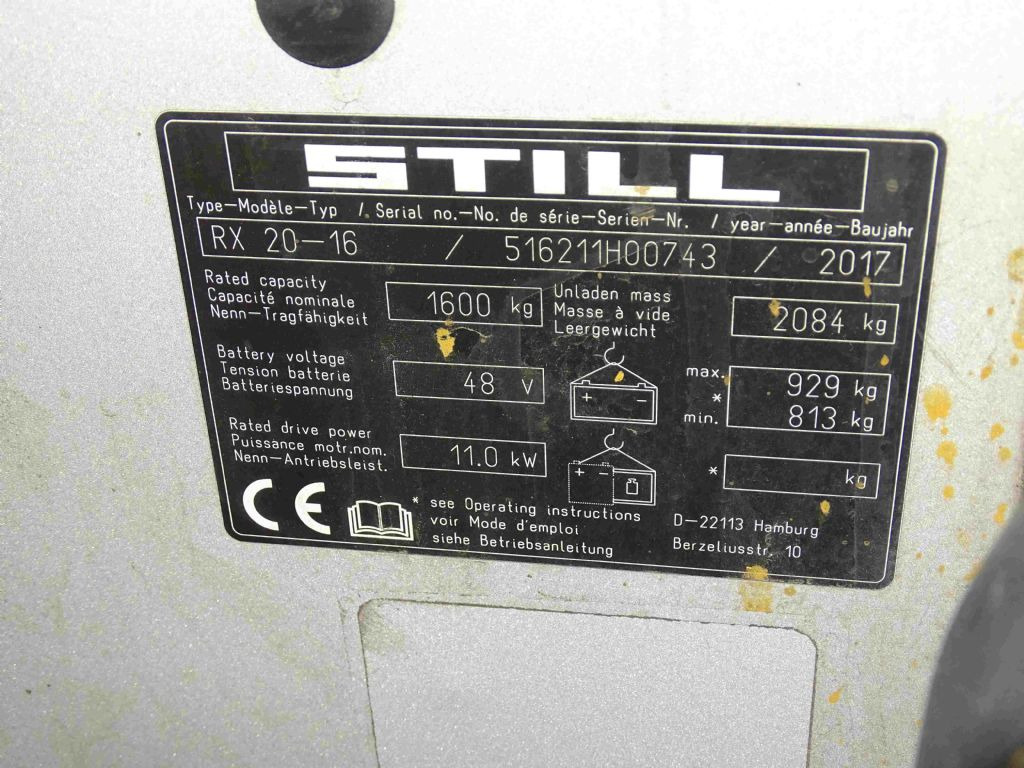 STILL
Type-Modèle-Typ / Serial no.-No. de série-Serien-Nr. / year-année-Baujahr
RX 20-16 / 516211H00743 / 2017
Rated capacity
Capacité nominale
Nenn-Tragfähigkeit
1600 kg
Unladen mass
Masse à vide
Leergewicht
2084 kg
Battery voltage
Tension batterie
Batteriespannung
48 V
+ -
max. 929 kg
*
min. 813 kg
Rated drive power
Puissance motr.nom.
Nenn-Antriebsleist.
11.0 kW
+ -
* kg
CE
* see Operating instructions
voir Mode d'emploi
siehe Betriebsanleitung
D-22113 Hamburg
Berzeliusstr. 10